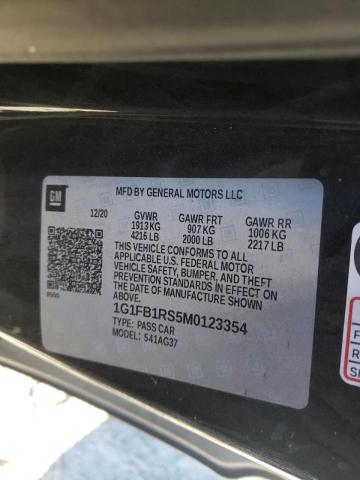 GM
MFD BY GENERAL MOTORS LLC
12/20 GVWR GAWR FRT GAWR RR
1913 KG 907 KG 1006 KG
4216 LB 2000 LB 2217 LB
THIS VEHICLE CONFORMS TO ALL
APPLICABLE U.S. FEDERAL MOTOR
VEHICLE SAFETY, BUMPER, AND THEFT
PREVENTION STANDARDS IN EFFECT
ON THE DATE OF MANUFACTURE
SHOWN ABOVE.
1G1FB1RS5M0123354
TYPE: PASS CAR
MODEL: 541AG37